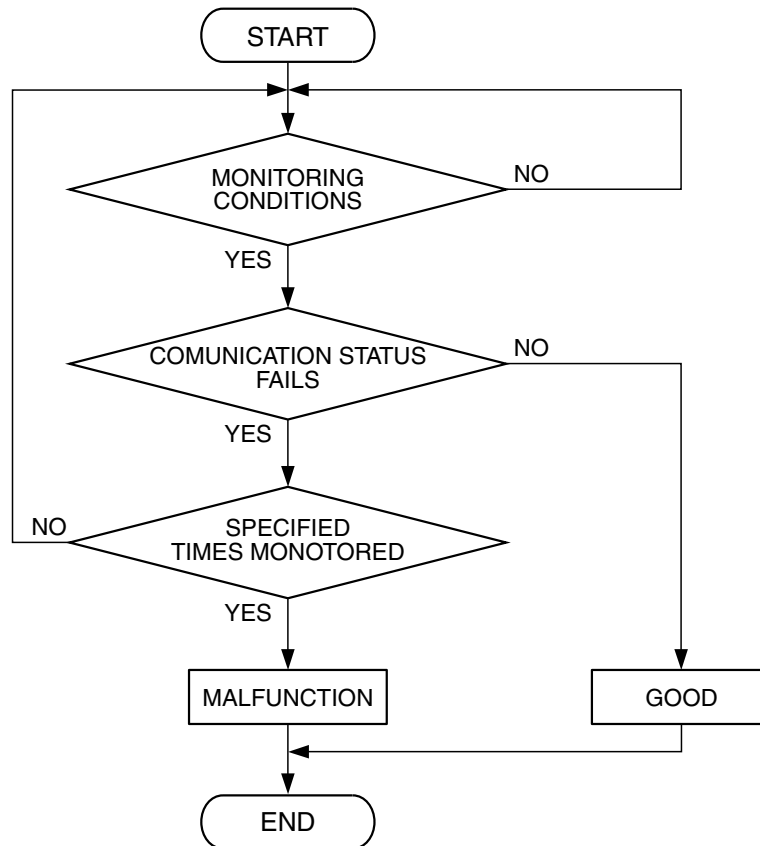 START
MONITORING
CONDITIONS
NO
YES
COMUNICATION STATUS
FAILS
NO
YES
SPECIFIED
TIMES MONOTORED
NO
YES
MALFUNCTION
GOOD
END